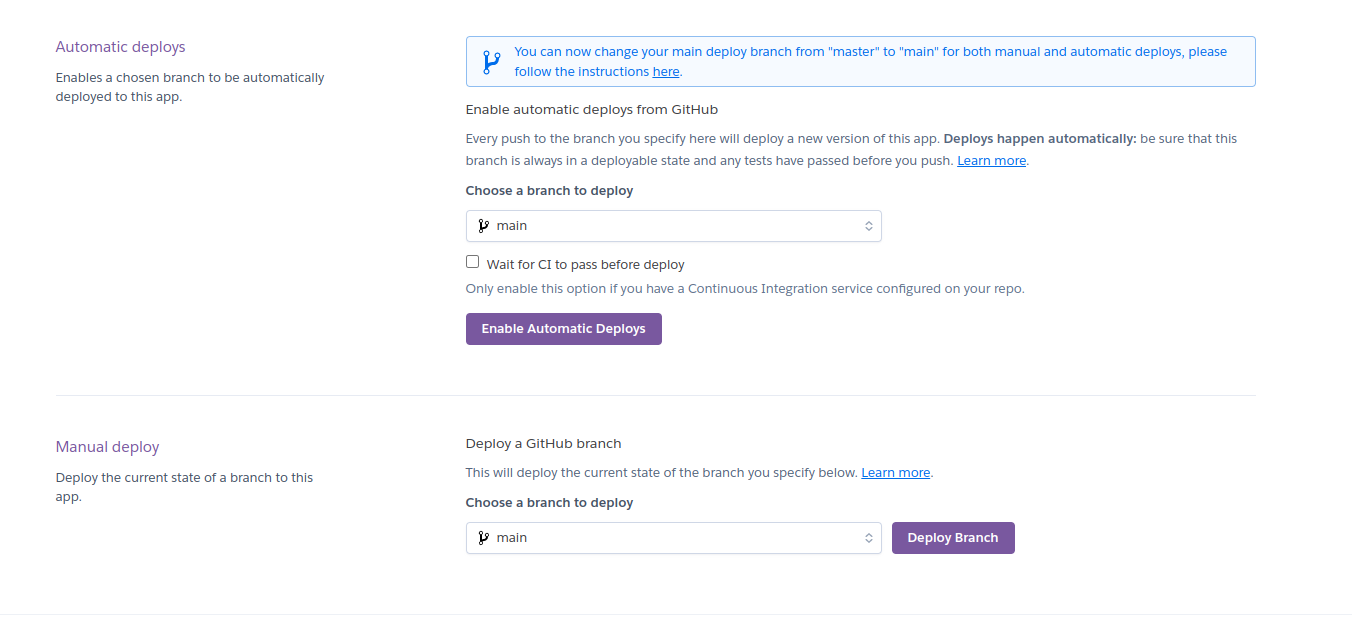 Automatic deploys
Enables a chosen branch to be automatically
deployed to this app.
You can now change your main deploy branch from "master" to "main" for both manual and automatic deploys, please
follow the instructions here.
Enable automatic deploys from GitHub
Every push to the branch you specify here will deploy a new version of this app. Deploys happen automatically: be sure that this
branch is always in a deployable state and any tests have passed before you push. Learn more.
Choose a branch to deploy
main
Wait for CI to pass before deploy
Only enable this option if you have a Continuous Integration service configured on your repo.
Enable Automatic Deploys
Manual deploy
Deploy the current state of a branch to this
app.
Deploy a GitHub branch
This will deploy the current state of the branch you specify below. Learn more.
Choose a branch to deploy
main
Deploy Branch